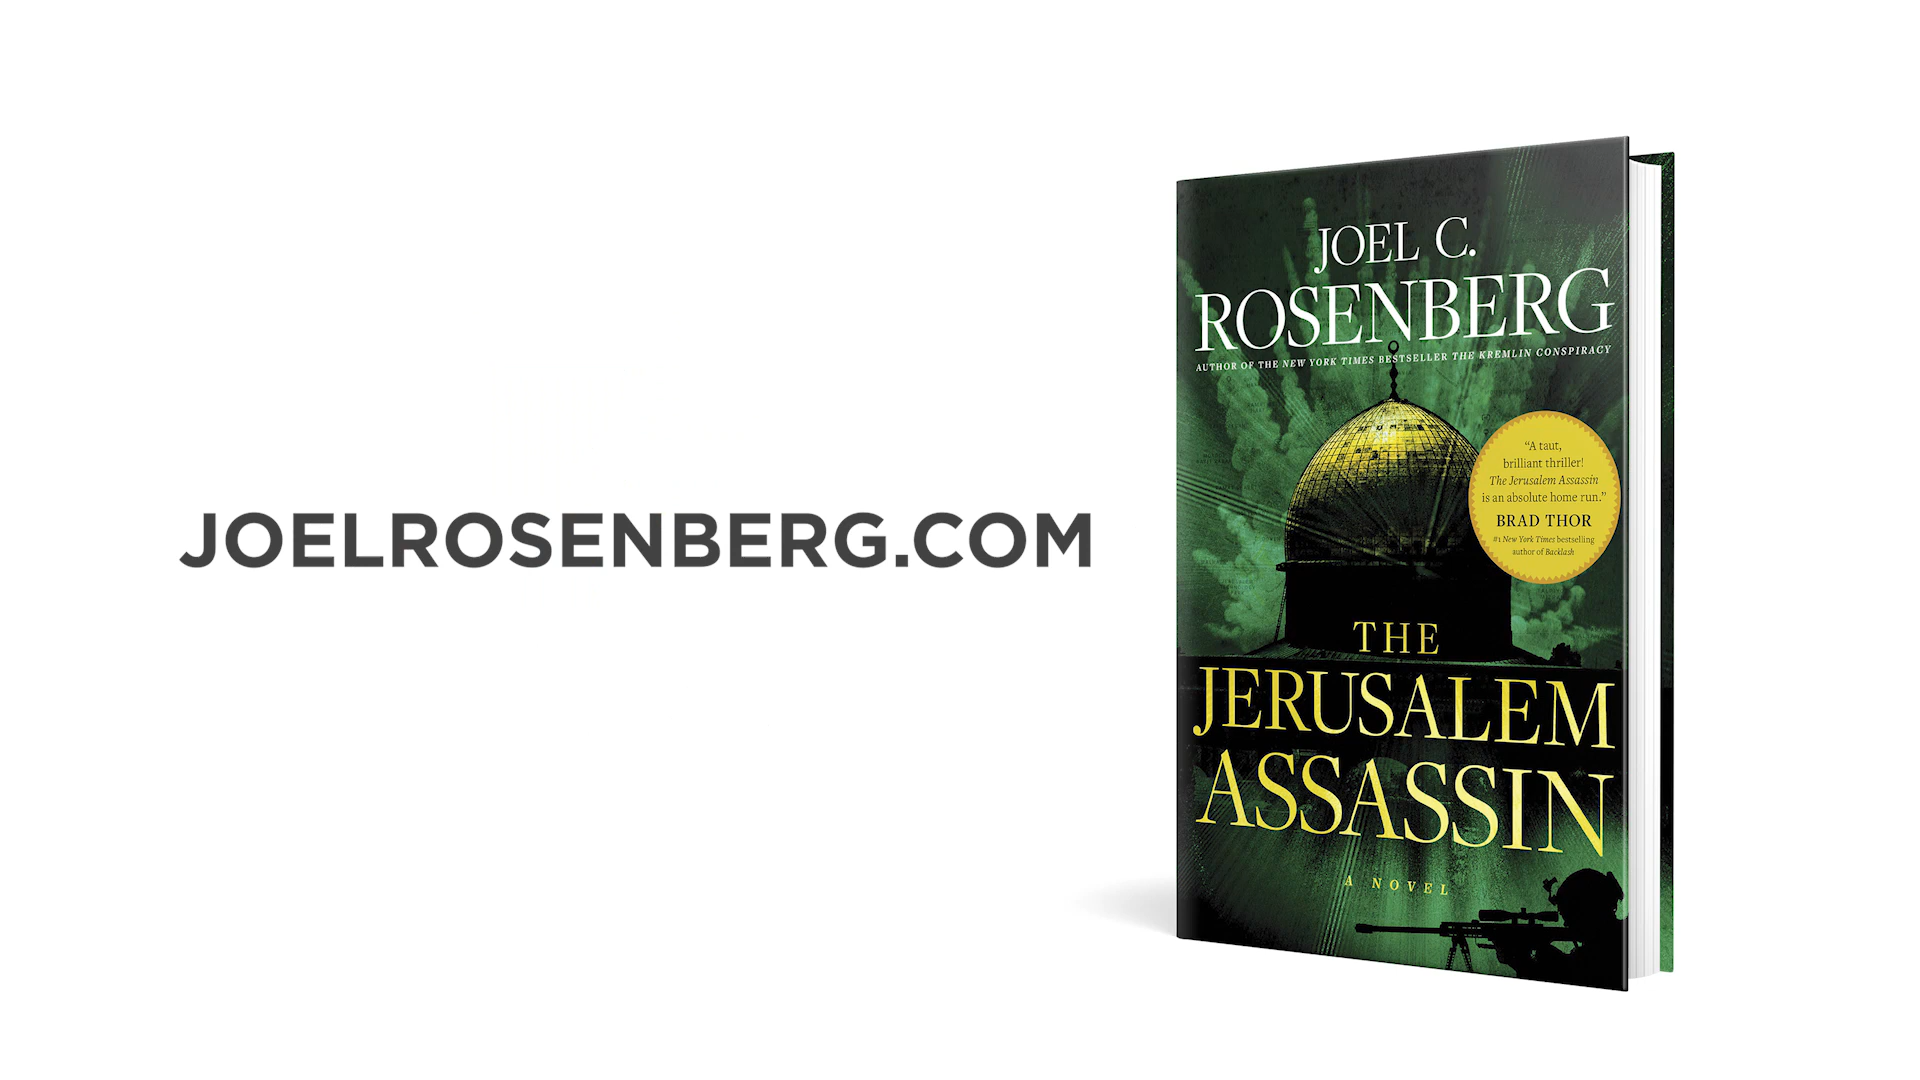 JOELROSENBERG.COM
JOEL C.
ROSENBERG
AUTHOR OF THE NEW YORK TIMES BESTSELLER THE KREMLIN CONSPIRACY
“A taut,
brilliant thriller!
The Jerusalem Assassin
is an absolute home run.”
BRAD THOR
#1 New York Times bestselling
author of Backlash
THE
JERUSALEM
ASSASSIN
A NOVEL